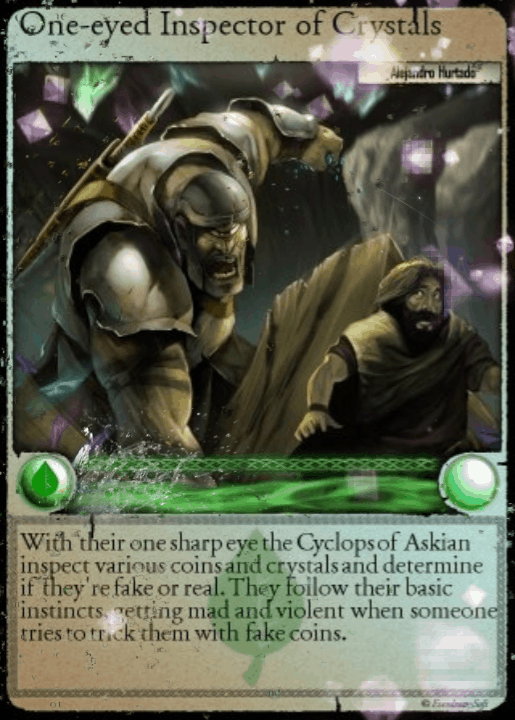 One-eyed Inspector of Crystals
Alejandro Hurtado
With their one sharp eye the Cyclops of Askian
inspect various coins and crystals and determine
if they're fake or real. They follow their basic
instincts, getting mad and violent when someone
tries to trick them with fake coins.